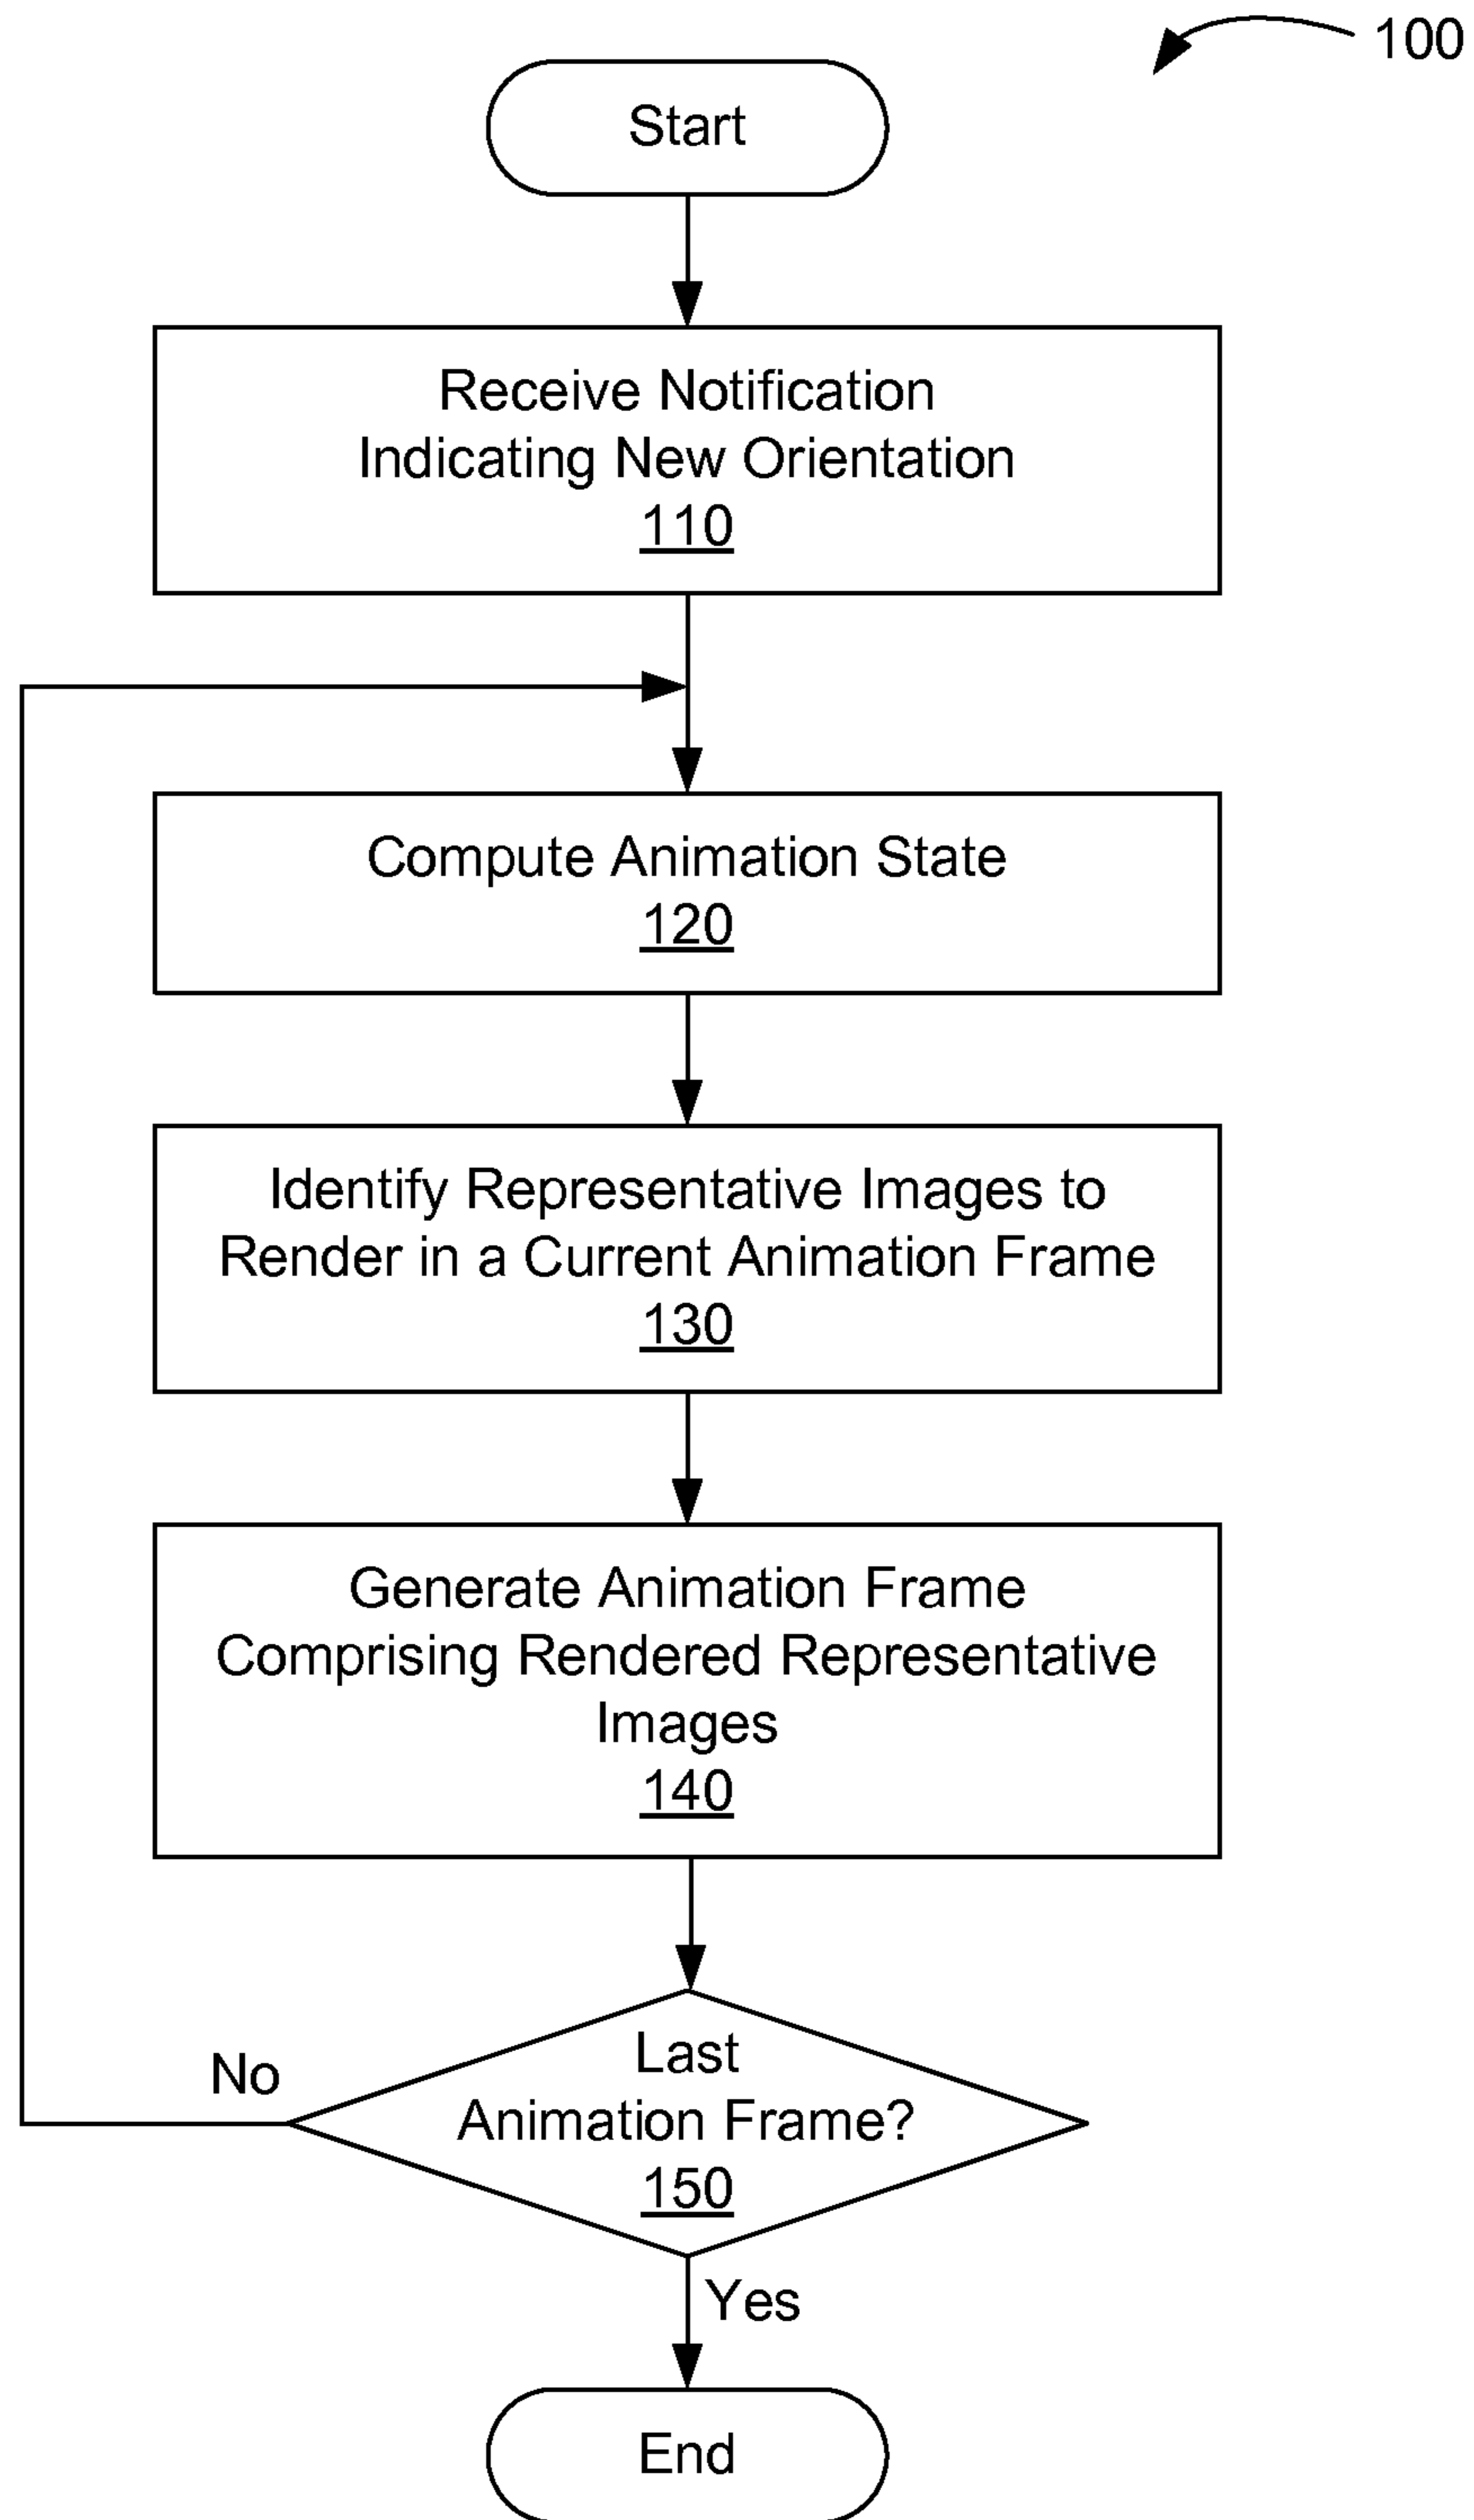 100
Start
Receive Notification
Indicating New Orientation
110
Compute Animation State
120
Identify Representative Images to
Render in a Current Animation Frame
130
Generate Animation Frame
Comprising Rendered Representative
Images
140
Last
Animation Frame?
150
No
Yes
End